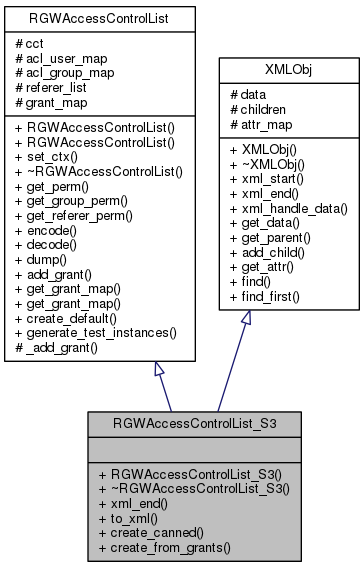 RGWAccessControlList
# cct
# acl_user_map
# acl_group_map
# referer_list
# grant_map
+ RGWAccessControlList()
+ RGWAccessControlList()
+ set_ctx()
+ ~RGWAccessControlList()
+ get_perm()
+ get_group_perm()
+ get_referer_perm()
+ encode()
+ decode()
+ dump()
+ add_grant()
+ get_grant_map()
+ get_grant_map()
+ create_default()
+ generate_test_instances()
# _add_grant()
XMLObj
# data
# children
# attr_map
+ XMLObj()
+ ~XMLObj()
+ xml_start()
+ xml_end()
+ xml_handle_data()
+ get_data()
+ get_parent()
+ add_child()
+ get_attr()
+ find()
+ find_first()
RGWAccessControlList_S3
+ RGWAccessControlList_S3()
+ ~RGWAccessControlList_S3()
+ xml_end()
+ to_xml()
+ create_canned()
+ create_from_grants()